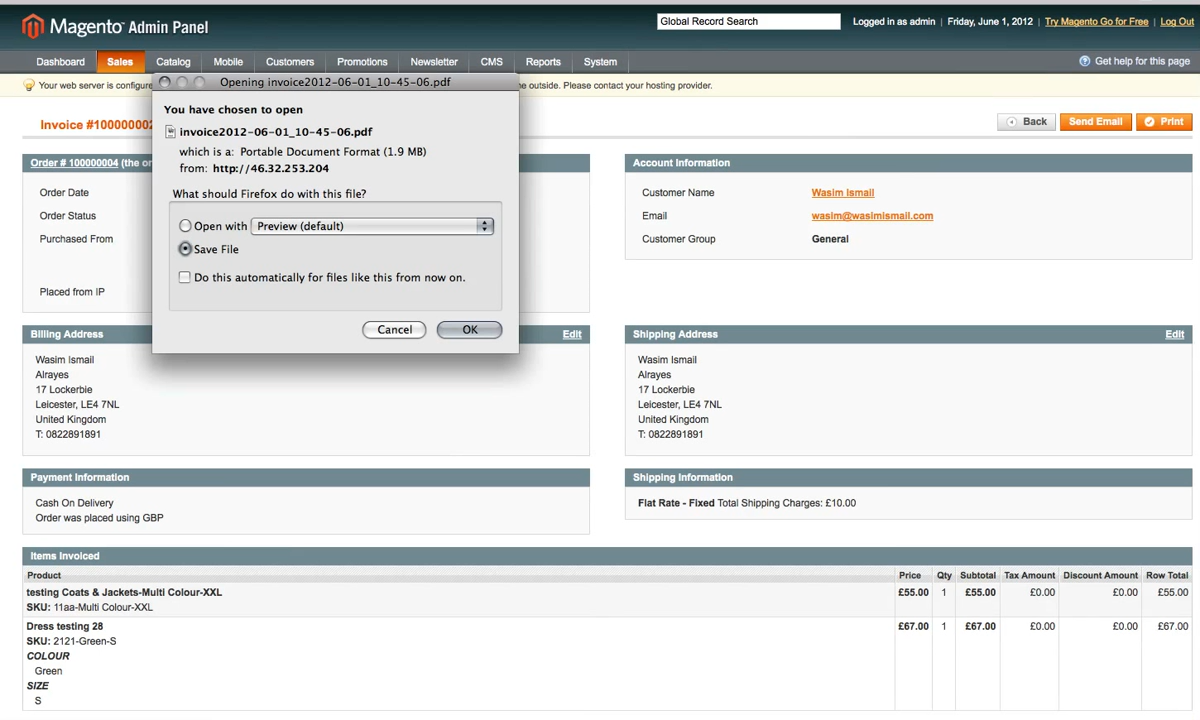 Magento Admin Panel
Global Record Search
Logged in as admin | Friday, June 1, 2012 | Try Magento Go for Free | Log Out
Dashboard Sales Catalog Mobile Customers Promotions Newsletter CMS Reports System
Get help for this page
Your web server is configure
e outside. Please contact your hosting provider.
Opening invoice2012-06-01_10-45-06.pdf
You have chosen to open
invoice2012-06-01_10-45-06.pdf
which is a: Portable Document Format (1.9 MB)
from: http://46.32.253.204
What should Firefox do with this file?
Open with Preview (default)
Save File
Do this automatically for files like this from now on.
Cancel OK
Invoice #100000002
Back Send Email Print
Order # 100000004 (the or
Order Date
Order Status
Purchased From
Placed from IP
Account Information
Customer Name Wasim Ismail
Email wasim@wasimismail.com
Customer Group General
Billing Address Edit
Wasim Ismail
Alrayes
17 Lockerbie
Leicester, LE4 7NL
United Kingdom
T: 0822891891
Shipping Address Edit
Wasim Ismail
Alrayes
17 Lockerbie
Leicester, LE4 7NL
United Kingdom
T: 0822891891
Payment Information
Cash On Delivery
Order was placed using GBP
Shipping Information
Flat Rate - Fixed Total Shipping Charges: £10.00
Items Invoiced
Product Price Qty Subtotal Tax Amount Discount Amount Row Total
testing Coats & Jackets-Multi Colour-XXL £55.00 1 £55.00 £0.00 £0.00 £55.00
SKU: 11aa-Multi Colour-XXL
Dress testing 28 £67.00 1 £67.00 £0.00 £0.00 £67.00
SKU: 2121-Green-S
COLOUR
Green
SIZE
S